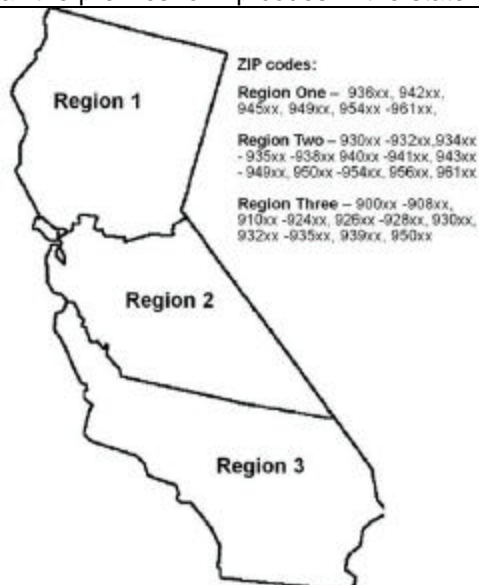 ZIP codes:
Region One – 936xx, 942xx,
945xx, 949xx, 954xx -961xx,
Region Two – 930xx -932xx,934xx
- 935xx -938xx 940xx -941xx, 943xx
- 949xx, 950xx -954xx, 956xx, 961xx
Region Three – 900xx -908xx,
910xx -924xx, 926xx -928xx, 930xx,
932xx -935xx, 939xx, 950xx
Region 1
Region 2
Region 3